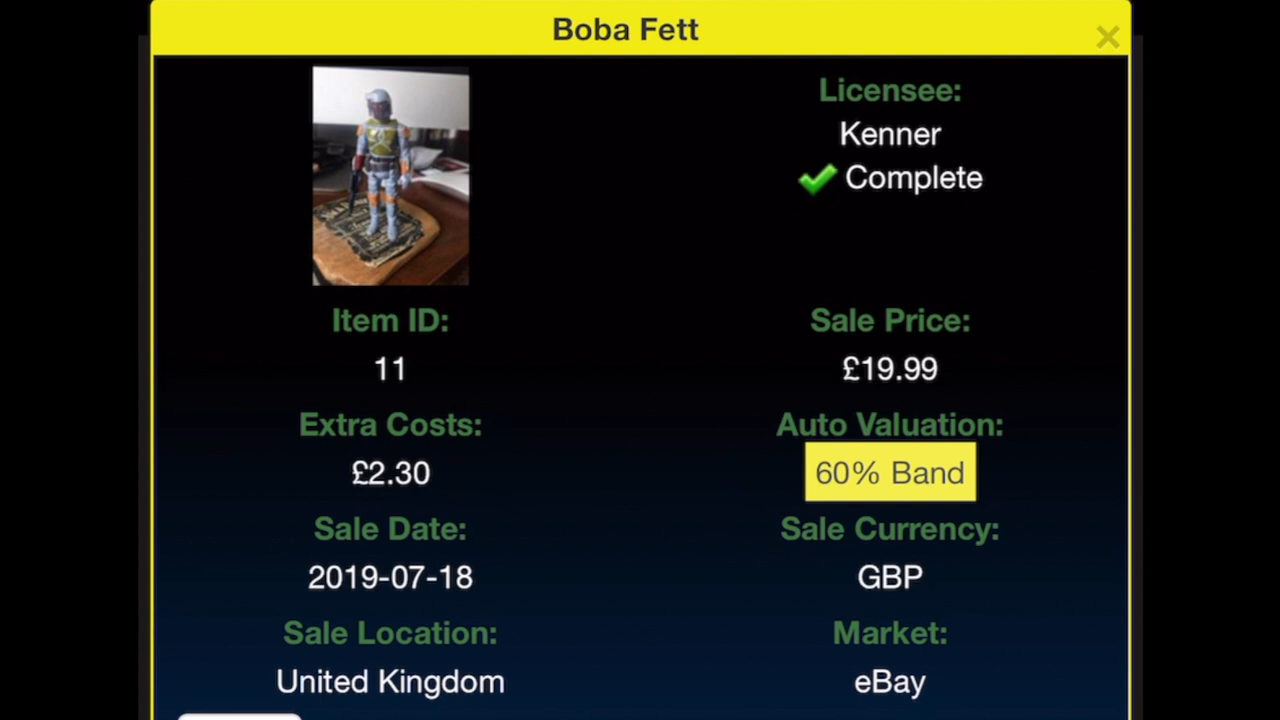 Boba Fett
Licensee:
Kenner
Complete
Item ID:
11
Sale Price:
£19.99
Extra Costs:
£2.30
Auto Valuation:
60% Band
Sale Date:
2019-07-18
Sale Currency:
GBP
Sale Location:
United Kingdom
Market:
eBay